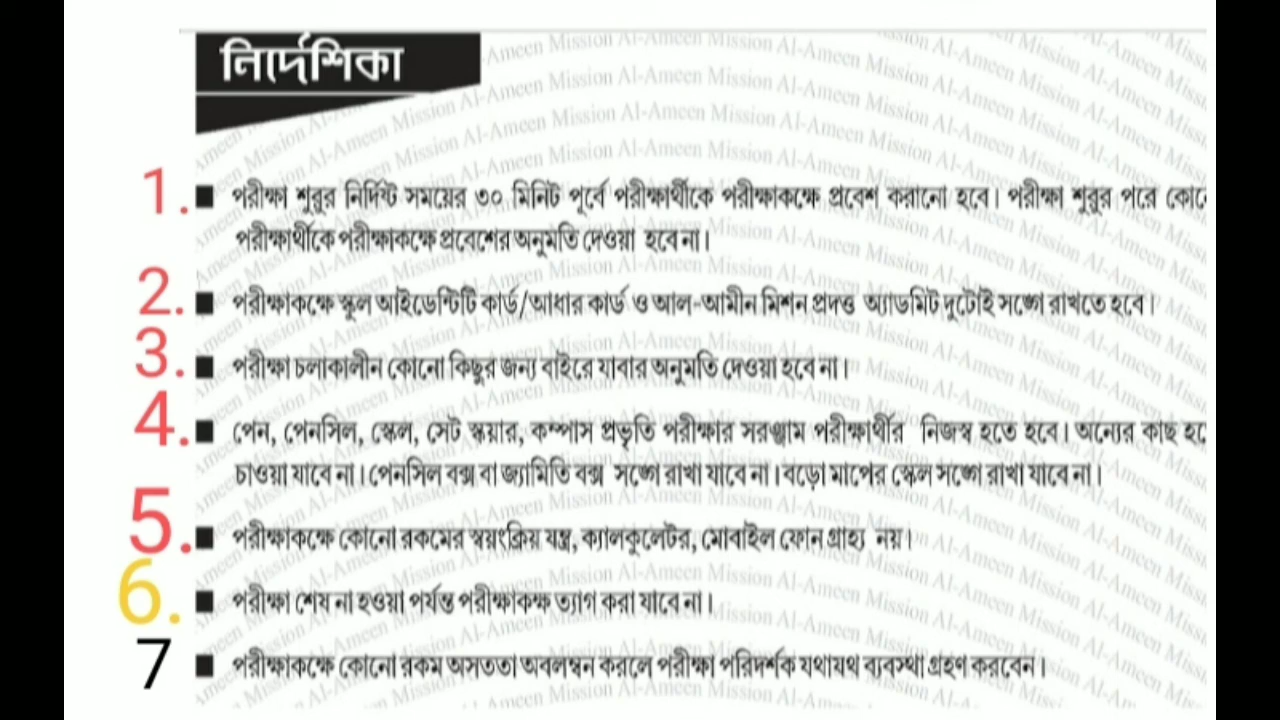 নির্দেশিকা
1. ■ পরীক্ষা শুরুর নির্দিষ্ট সময়ের ৩০ মিনিট পূর্বে পরীক্ষার্থীকে পরীক্ষাকক্ষে প্রবেশ করানো হবে। পরীক্ষা শুরুর পরে
পরীক্ষার্থীকে পরীক্ষাকক্ষে প্রবেশের অনুমতি দেওয়া হবে না।
2. ■ পরীক্ষাকক্ষে স্কুল আইডেন্টিটি কার্ড/আধার কার্ড ও আল-আমীন মিশন প্রদত্ত অ্যাডমিট দুটোই সঙ্গে রাখতে হবে।
3. ■ পরীক্ষা চলাকালীন কোনো কিছুর জন্য বাইরে যাবার অনুমতি দেওয়া হবে না।
4. ■ পেন, পেনসিল, স্কেল, সেট স্কয়ার, কম্পাস প্রভৃতি পরীক্ষার সরঞ্জাম পরীক্ষার্থীর নিজস্ব হতে হবে। অন্যের কাছ
চাওয়া যাবে না। পেনসিল বক্স বা জ্যামিতি বক্স সঙ্গে রাখা যাবে না। বড়ো মাপের স্কেল সঙ্গে রাখা যাবে না।
5. ■ পরীক্ষাকক্ষে কোনো রকমের স্বয়ংক্রিয় যন্ত্র, ক্যালকুলেটর, মোবাইল ফোন গ্রাহ্য নয়।
6. ■ পরীক্ষা শেষ না হওয়া পর্যন্ত পরীক্ষাকক্ষ ত্যাগ করা যাবে না।
7 ■ পরীক্ষাকক্ষে কোনো রকম অসততা অবলম্বন করলে পরীক্ষা পরিদর্শক যথাযথ ব্যবস্থা গ্রহণ করবেন।